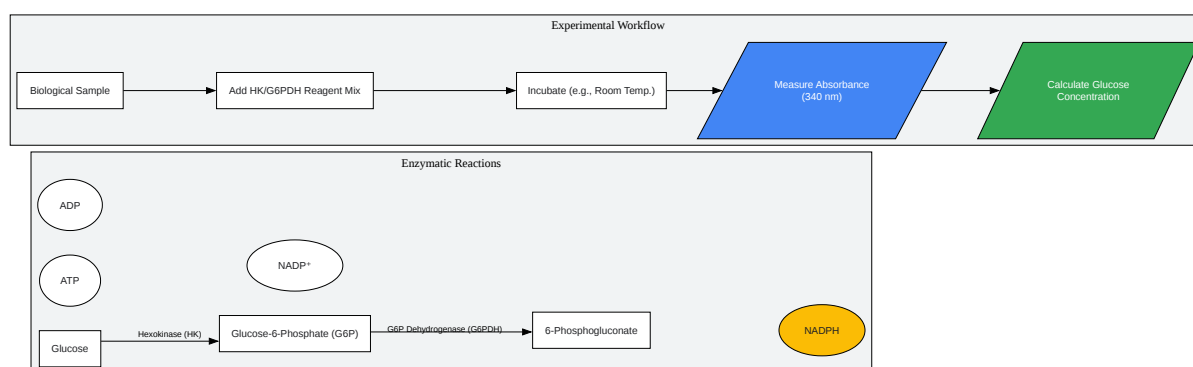 Experimental Workflow
Biological Sample
Add HK/G6PDH Reagent Mix
Incubate (e.g., Room Temp.)
Measure Absorbance
(340 nm)
Calculate Glucose
Concentration
Enzymatic Reactions
ADP
ATP
NADP⁺
Glucose
Hexokinase (HK)
Glucose-6-Phosphate (G6P)
G6P Dehydrogenase (G6PDH)
6-Phosphogluconate
NADPH